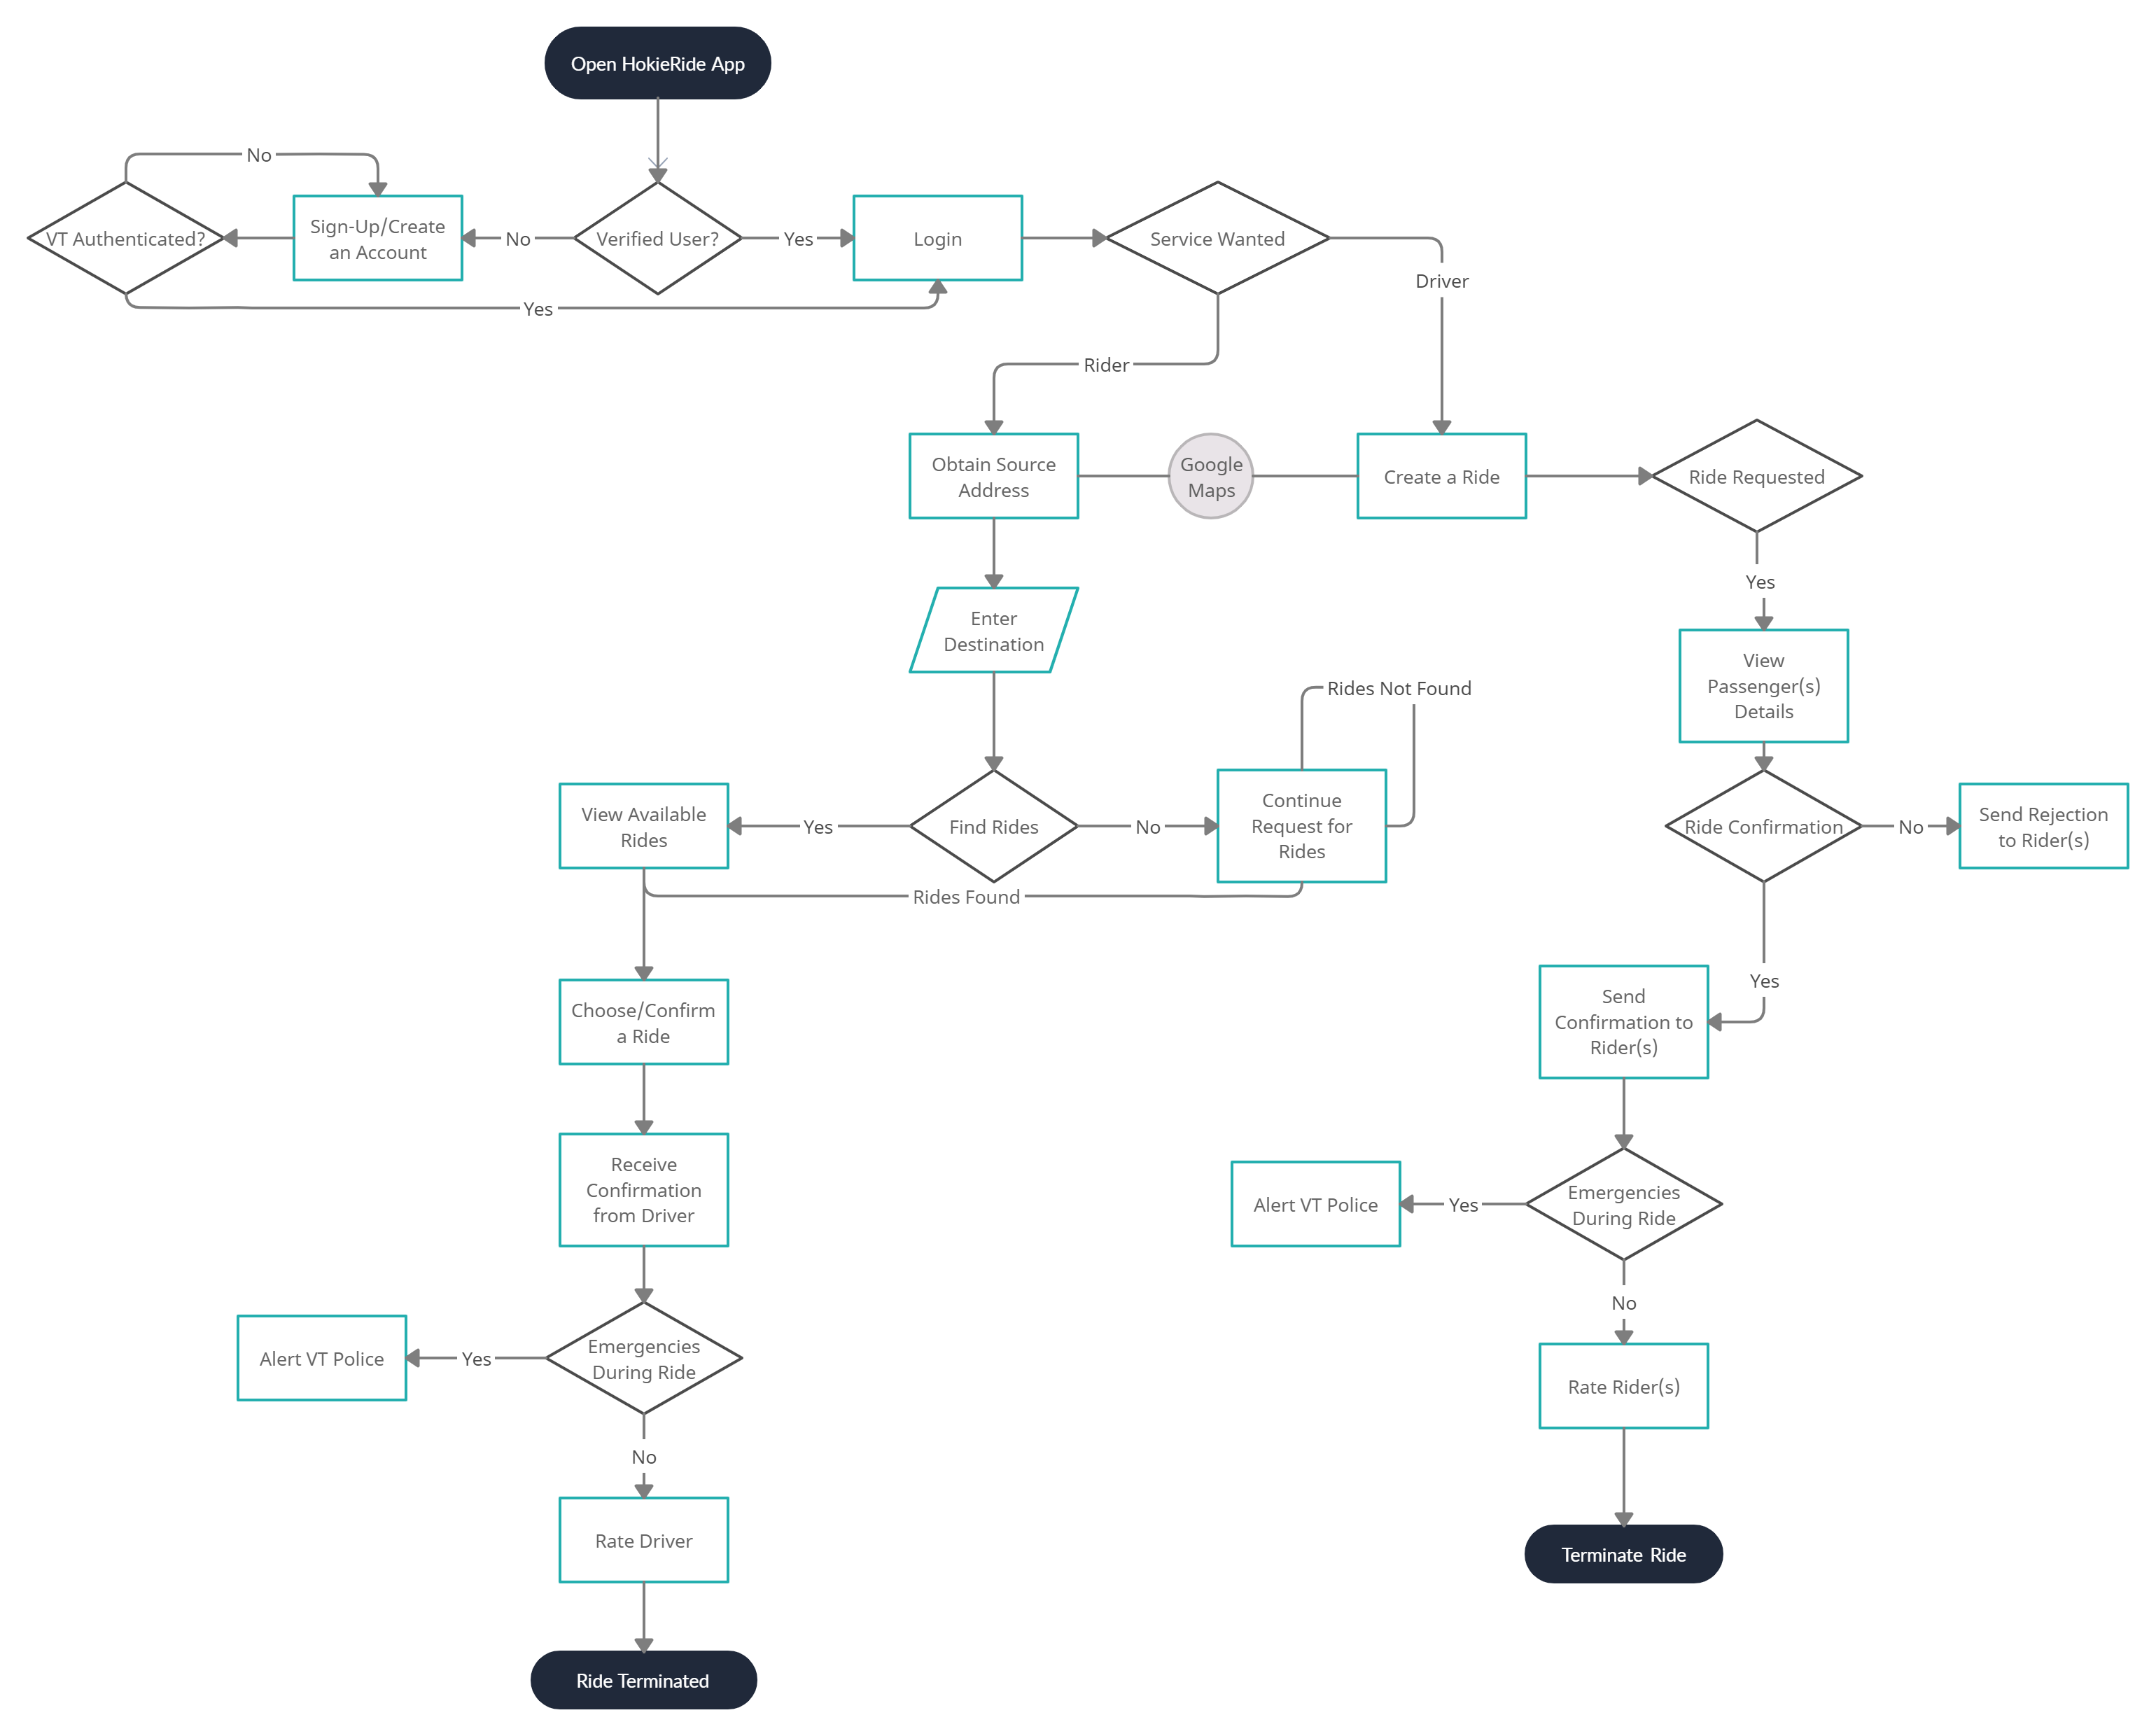 Open HokieRide App
No
VT Authenticated?
Sign-Up/Create
an Account
No
Verified User?
Yes
Login
Service Wanted
Driver
Yes
Rider
Obtain Source
Address
Google
Maps
Create a Ride
Ride Requested
Yes
Enter
Destination
View
Passenger(s)
Details
Rides Not Found
View Available
Rides
Yes
Find Rides
No
Continue
Request for
Rides
Ride Confirmation
No
Send Rejection
to Rider(s)
Rides Found
Yes
Choose/Confirm
a Ride
Send
Confirmation to
Rider(s)
Receive
Confirmation
from Driver
Alert VT Police
Yes
Emergencies
During Ride
No
Alert VT Police
Yes
Emergencies
During Ride
Rate Rider(s)
No
Rate Driver
Terminate Ride
Ride Terminated